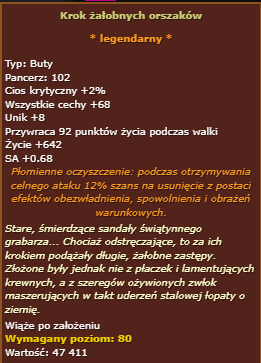 Krok żałobnych orszaków
* legendarny *
Typ: Buty
Pancerz: 102
Cios krytyczny +2%
Wszystkie cechy +68
Unik +8
Przywraca 92 punktów życia podczas walki
Życie +642
SA +0.68
Płomienne oczyszczenie: podczas otrzymywania
celnego ataku 12% szans na usunięcie z postaci
efektów obezwładnienia, spowolnienia i obrażeń
warunkowych.
Stare, śmierdzące sandały świątynnego
grabarza... Chociaż odstręczające, to za ich
krokiem podążały długie, żałobne zastępy.
Złożone były jednak nie z płaczek i lamentujących
krewnych, a z szeregów ożywionych zwłok
maszerujących w takt uderzeń stalowej łopaty o
ziemię.
Wiąże po założeniu
Wymagany poziom: 80
Wartość: 47 411